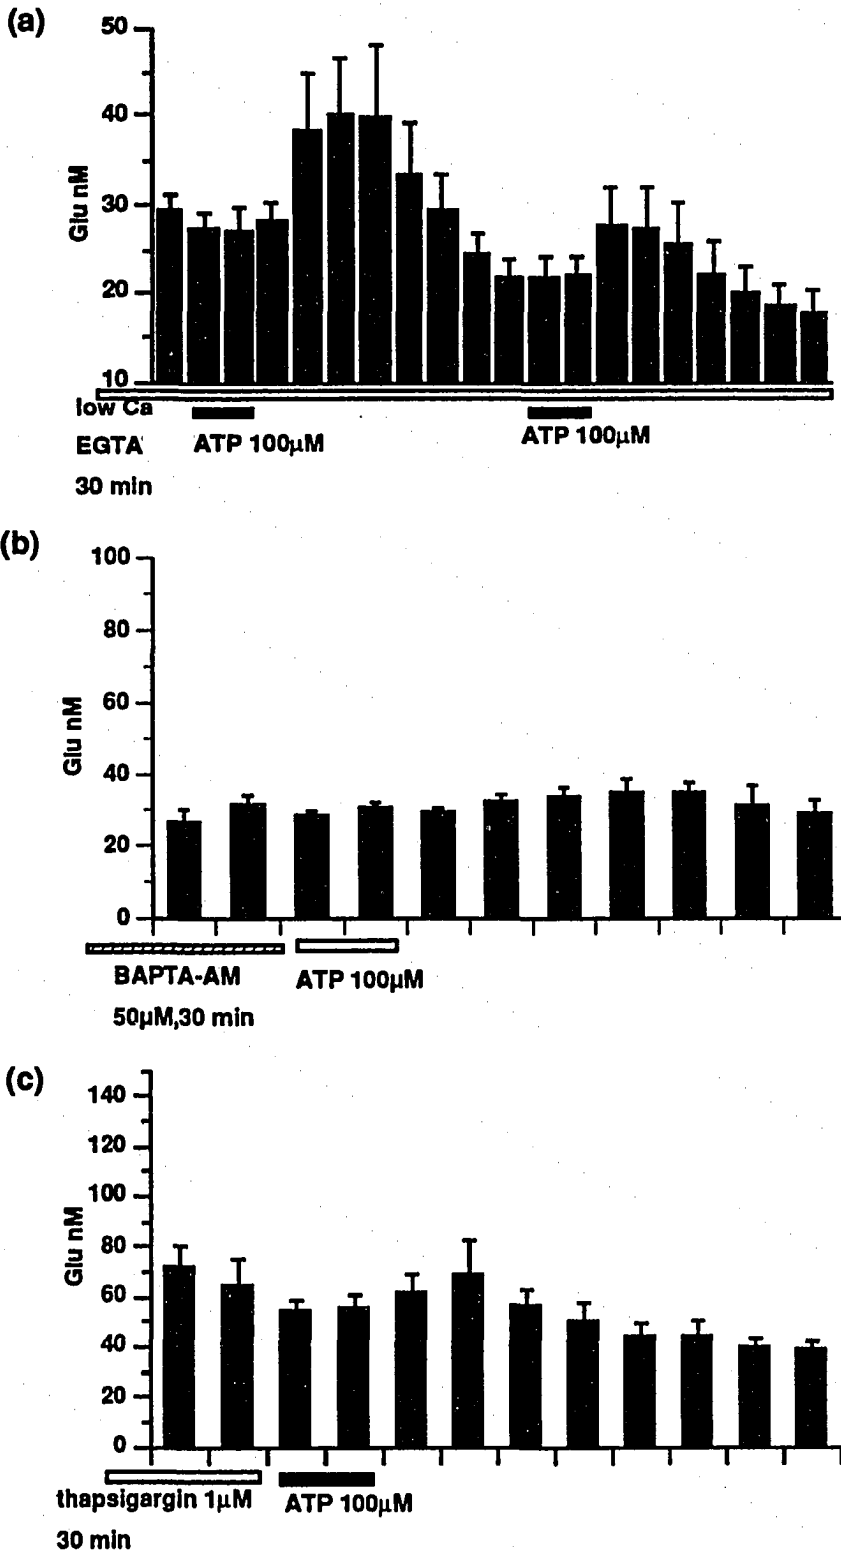 (a)
50
40
30
20
10
Glu nM
low Ca
EGTA
30 min
ATP 100µM
ATP 100µM
(b)
100
80
60
40
20
0
Glu nM
BAPTA-AM
50µM,30 min
ATP 100µM
(c)
140
120
100
80
60
40
20
0
Glu nM
thapsigargin 1µM
30 min
ATP 100µM